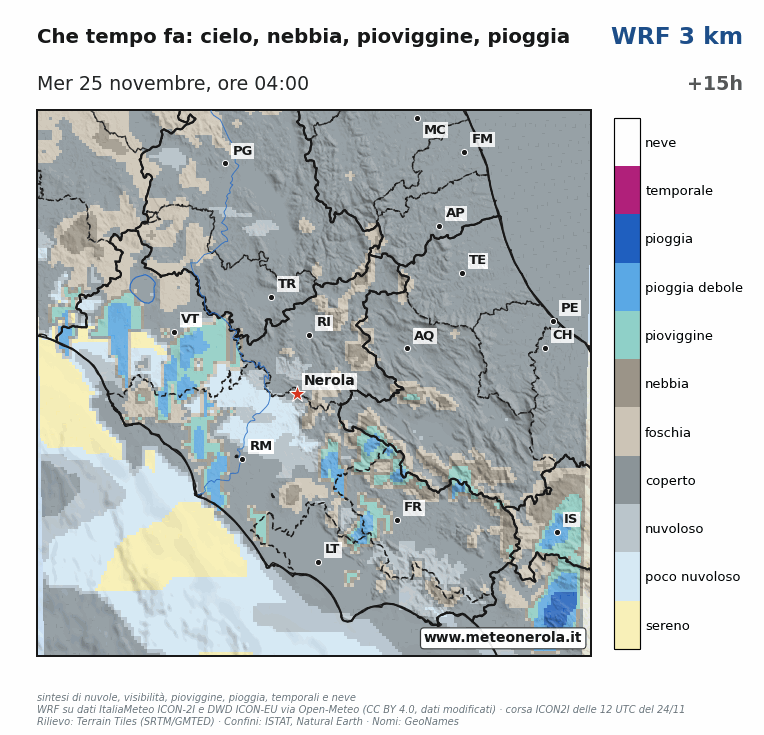 Che tempo fa: cielo, nebbia, pioviggine, pioggia
WRF 3 km
Mer 25 novembre, ore 04:00
+15h
MC
FM
PG
AP
TE
TR
PE
VT
RI
AQ
CH
Nerola
RM
FR
IS
LT
www.meteonerola.it
neve
temporale
pioggia
pioggia debole
pioviggine
nebbia
foschia
coperto
nuvoloso
poco nuvoloso
sereno
sintesi di nuvole, visibilità, pioviggine, pioggia, temporali e neve
WRF su dati ItaliaMeteo ICON-2I e DWD ICON-EU via Open-Meteo (CC BY 4.0, dati modificati) · corsa ICON2I delle 12 UTC del 24/11
Rilievo: Terrain Tiles (SRTM/GMTED) · Confini: ISTAT, Natural Earth · Nomi: GeoNames